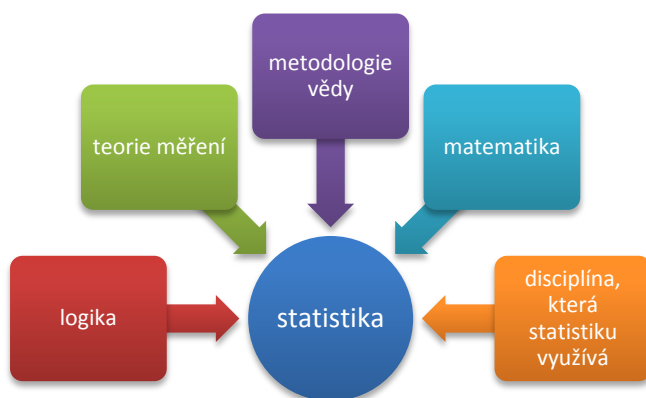 metodologie
vědy
teorie měření
matematika
logika
statistika
disciplína,
která
statistiku
využívá